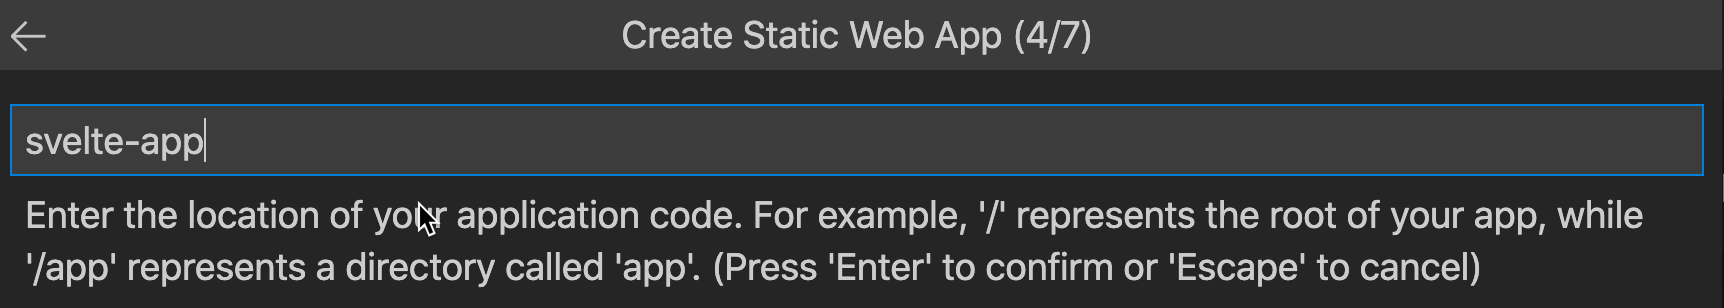 Create Static Web App (4/7)
svelte-app
Enter the location of your application code. For example, '/' represents the root of your app, while
'/app' represents a directory called 'app'. (Press 'Enter' to confirm or 'Escape' to cancel)